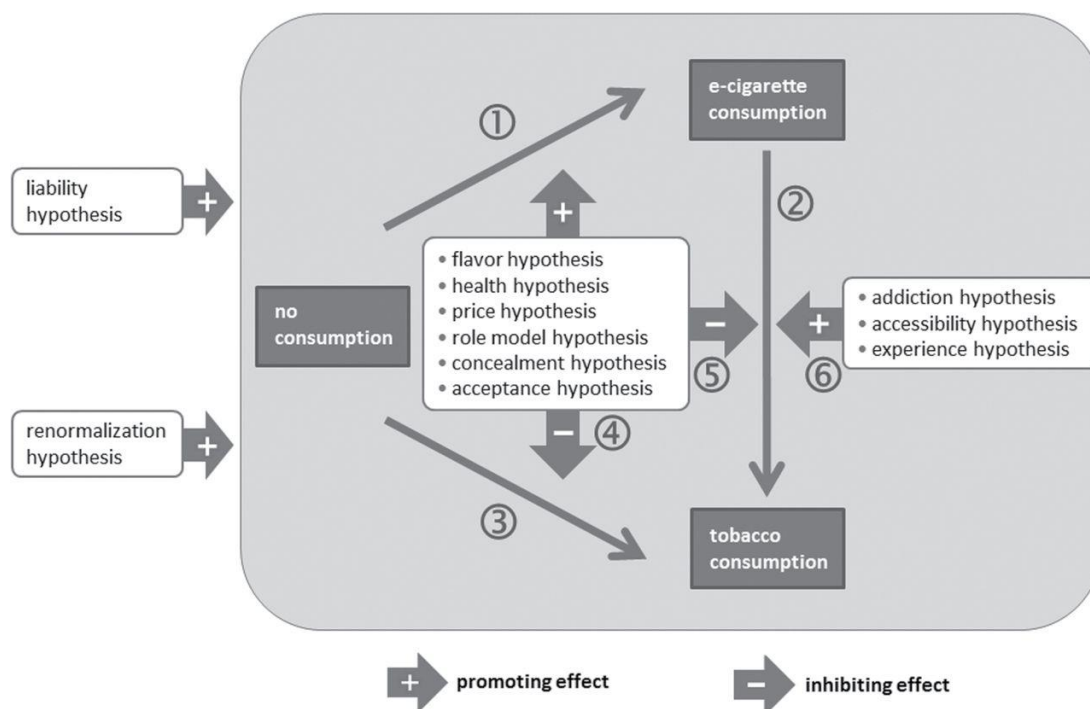 e-cigarette
consumption
①
②
liability
hypothesis
+
+
• flavor hypothesis
• health hypothesis
• price hypothesis
• role model hypothesis
• concealment hypothesis
• acceptance hypothesis
no
consumption
−
⑤
+
⑥
• addiction hypothesis
• accessibility hypothesis
• experience hypothesis
renormalization
hypothesis
+
−
④
③
tobacco
consumption
+ promoting effect
− inhibiting effect